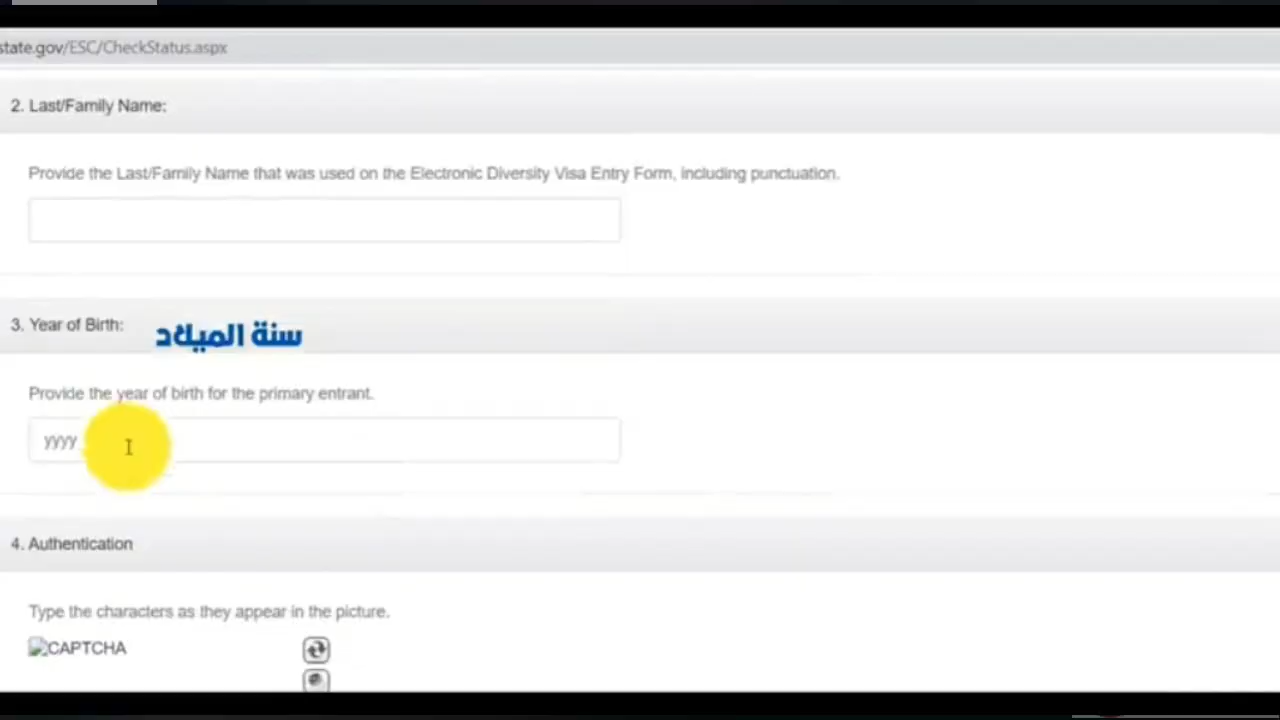 state.gov/ESC/CheckStatus.aspx
2. Last/Family Name:
Provide the Last/Family Name that was used on the Electronic Diversity Visa Entry Form, including punctuation.
3. Year of Birth:
سنة الميلاد
Provide the year of birth for the primary entrant.
yyyy
4. Authentication
Type the characters as they appear in the picture.
CAPTCHA